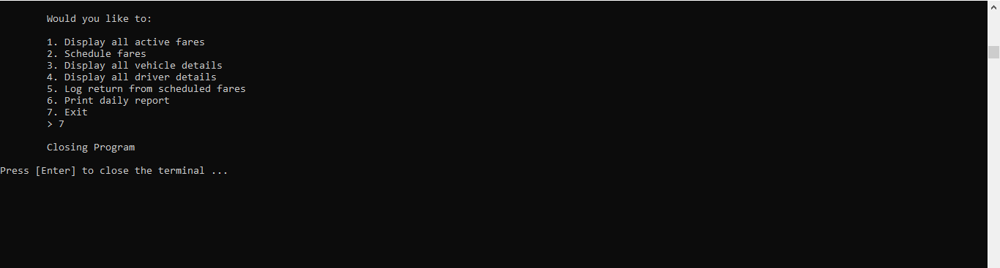 Would you like to:
1. Display all active fares
2. Schedule fares
3. Display all vehicle details
4. Display all driver details
5. Log return from scheduled fares
6. Print daily report
7. Exit
> 7
Closing Program
Press [Enter] to close the terminal ...